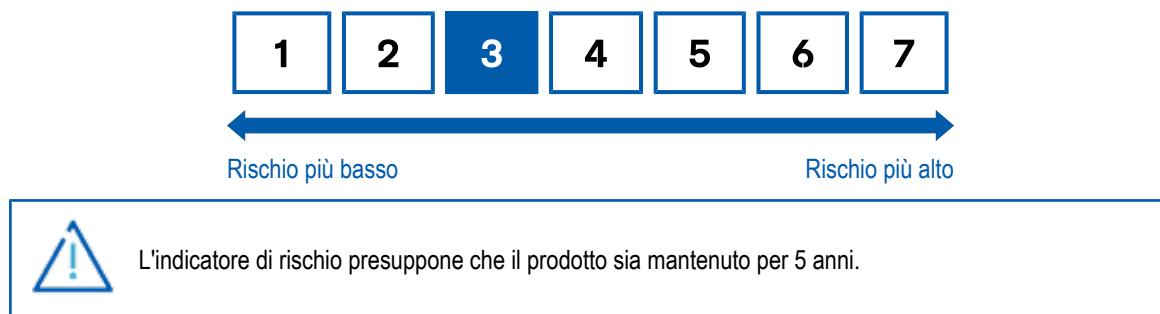 1 2 3 4 5 6 7
Rischio più basso Rischio più alto
L'indicatore di rischio presuppone che il prodotto sia mantenuto per 5 anni.